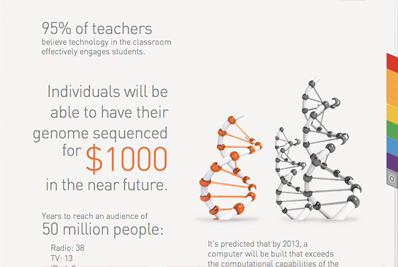 95% of teachers
believe technology in the classroom
effectively engages students.
Individuals will be
able to have their
genome sequenced
for $1000
in the near future.
Years to reach an audience of
50 million people:
Radio: 38
TV: 13
It's predicted that by 2013, a
computer will be built that exceeds
the computational capabilities of the